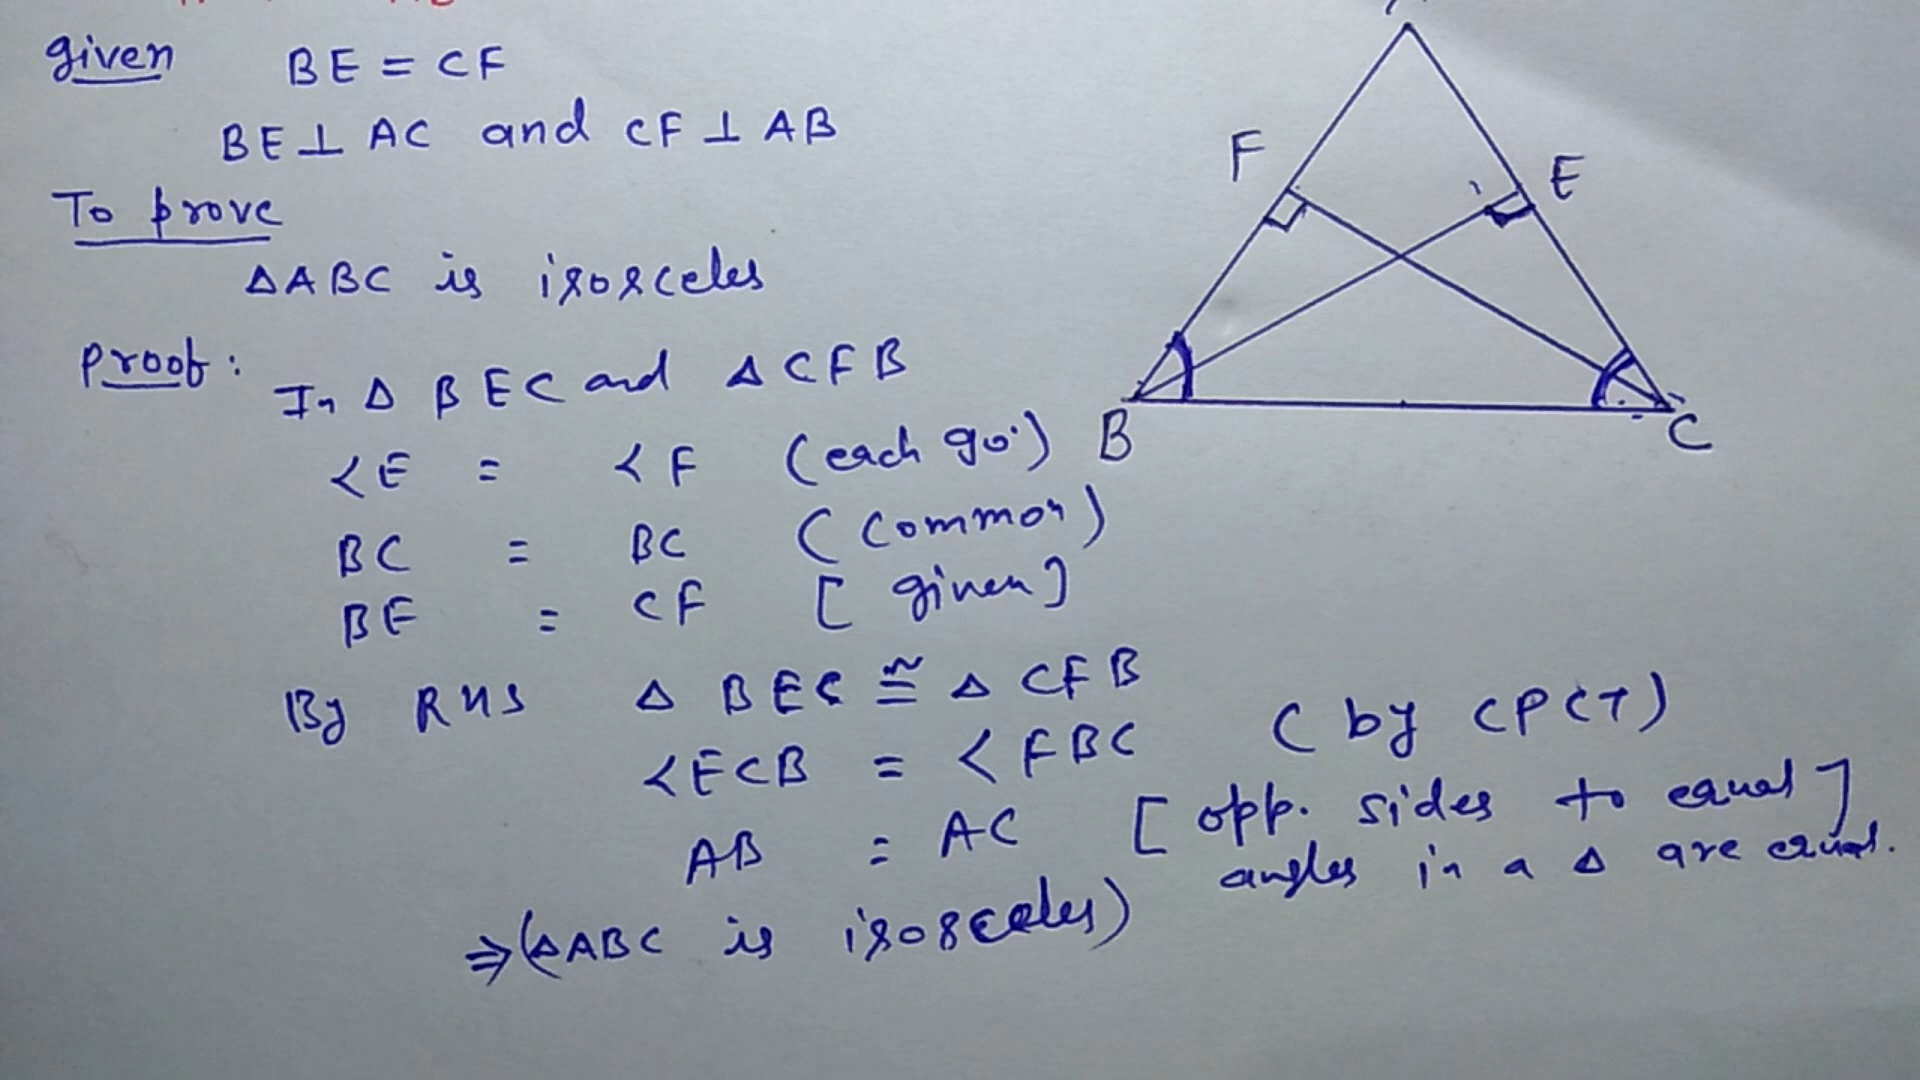 given BE = CF
BE ⊥ AC and CF ⊥ AB
To prove
∆ABC is isosceles
Proof:
In ∆ BEC and ∆ CFB
<E = <F (each 90°)
BC = BC (common)
BE = CF [given]
By RHS ∆ BEC ≅ ∆ CFB
<ECB = <FBC (by CPCT)
AB = AC [opp. sides to equal]
angles in a ∆ are equal.
⇒ (∆ABC is isosceles)
F
E
B
C